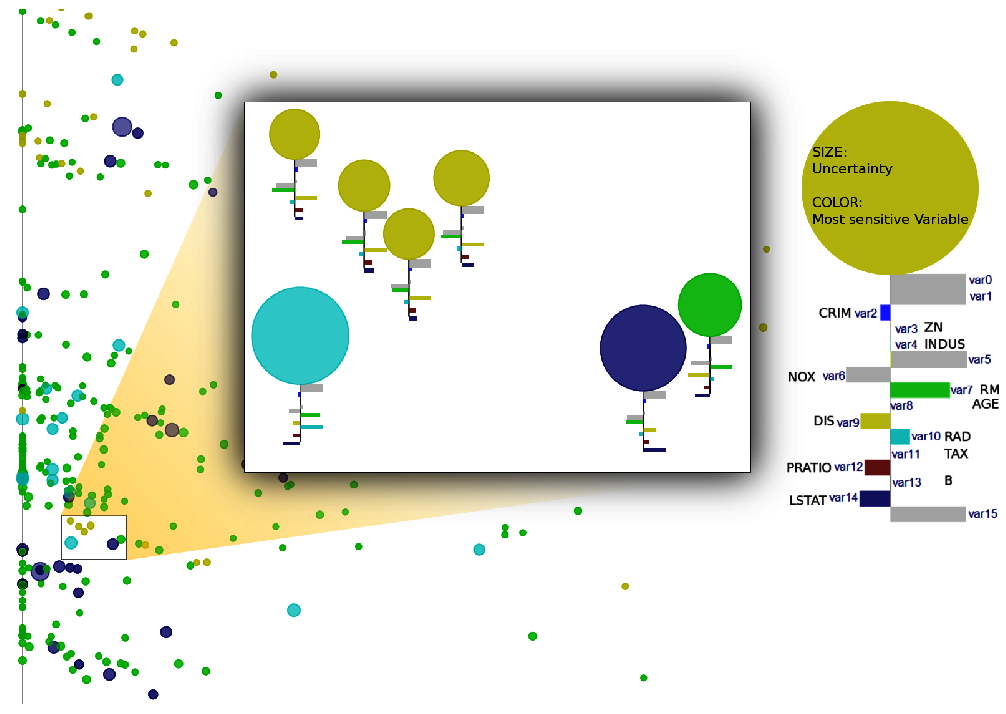 SIZE:
Uncertainty
COLOR:
Most sensitive Variable
var0
var1
CRIM var2
var3 ZN
var4 INDUS
var5
NOX var6
var7 RM
var8 AGE
DIS var9
var10 RAD
var11 TAX
PRATIO var12
var13 B
LSTAT var14
var15